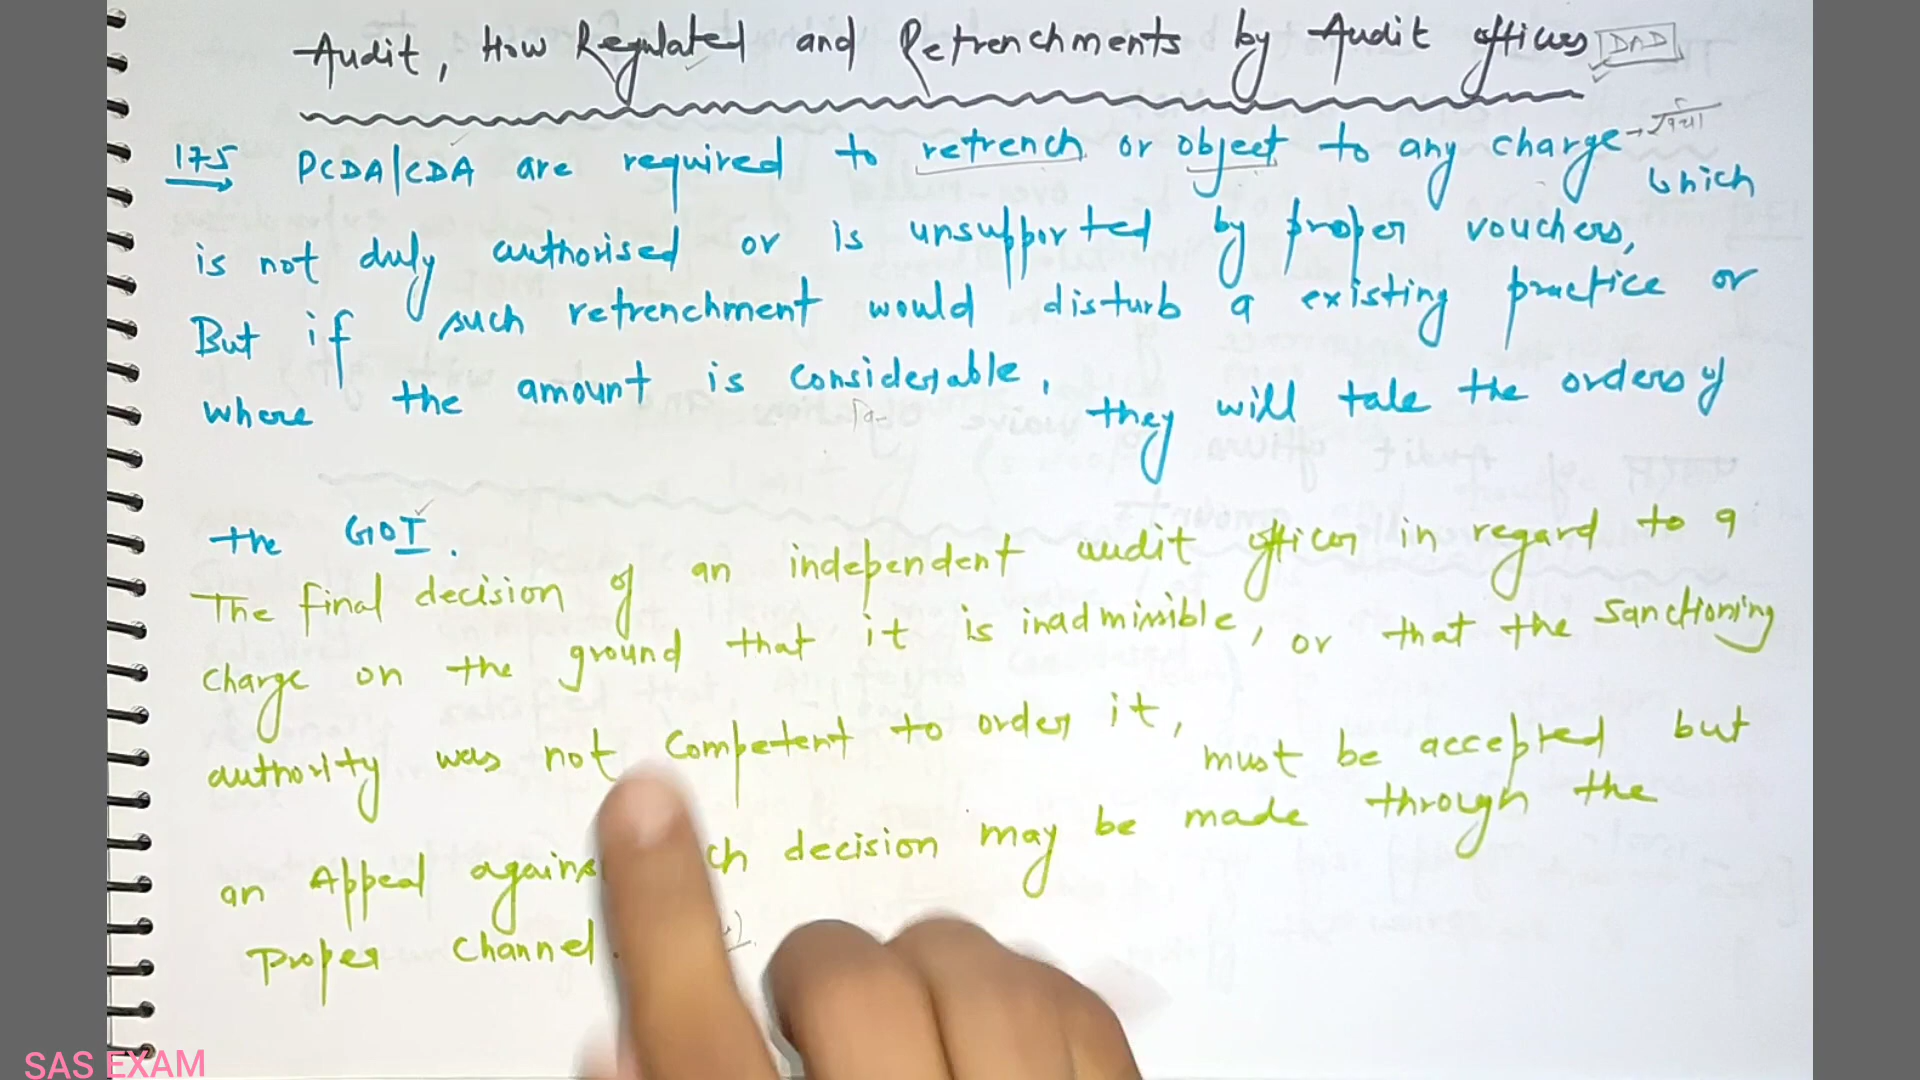 Audit, How Regulated and Retrenchments by Audit offices DAD
175 PCDA/CDA are required to retrench or object to any charge → खर्चा
which
is not duly authorised or is unsupported by proper vouchers,
But if such retrenchment would disturb a existing practice or
where the amount is considerable, they will take the orders of
the GOI.
The final decision of an independent audit officer in regard to a
charge on the ground that it is inadmissible, or that the sanctioning
authority was not competent to order it, must be accepted but
an Appeal agains ch decision may be made through the
proper channel.
SAS EXAM